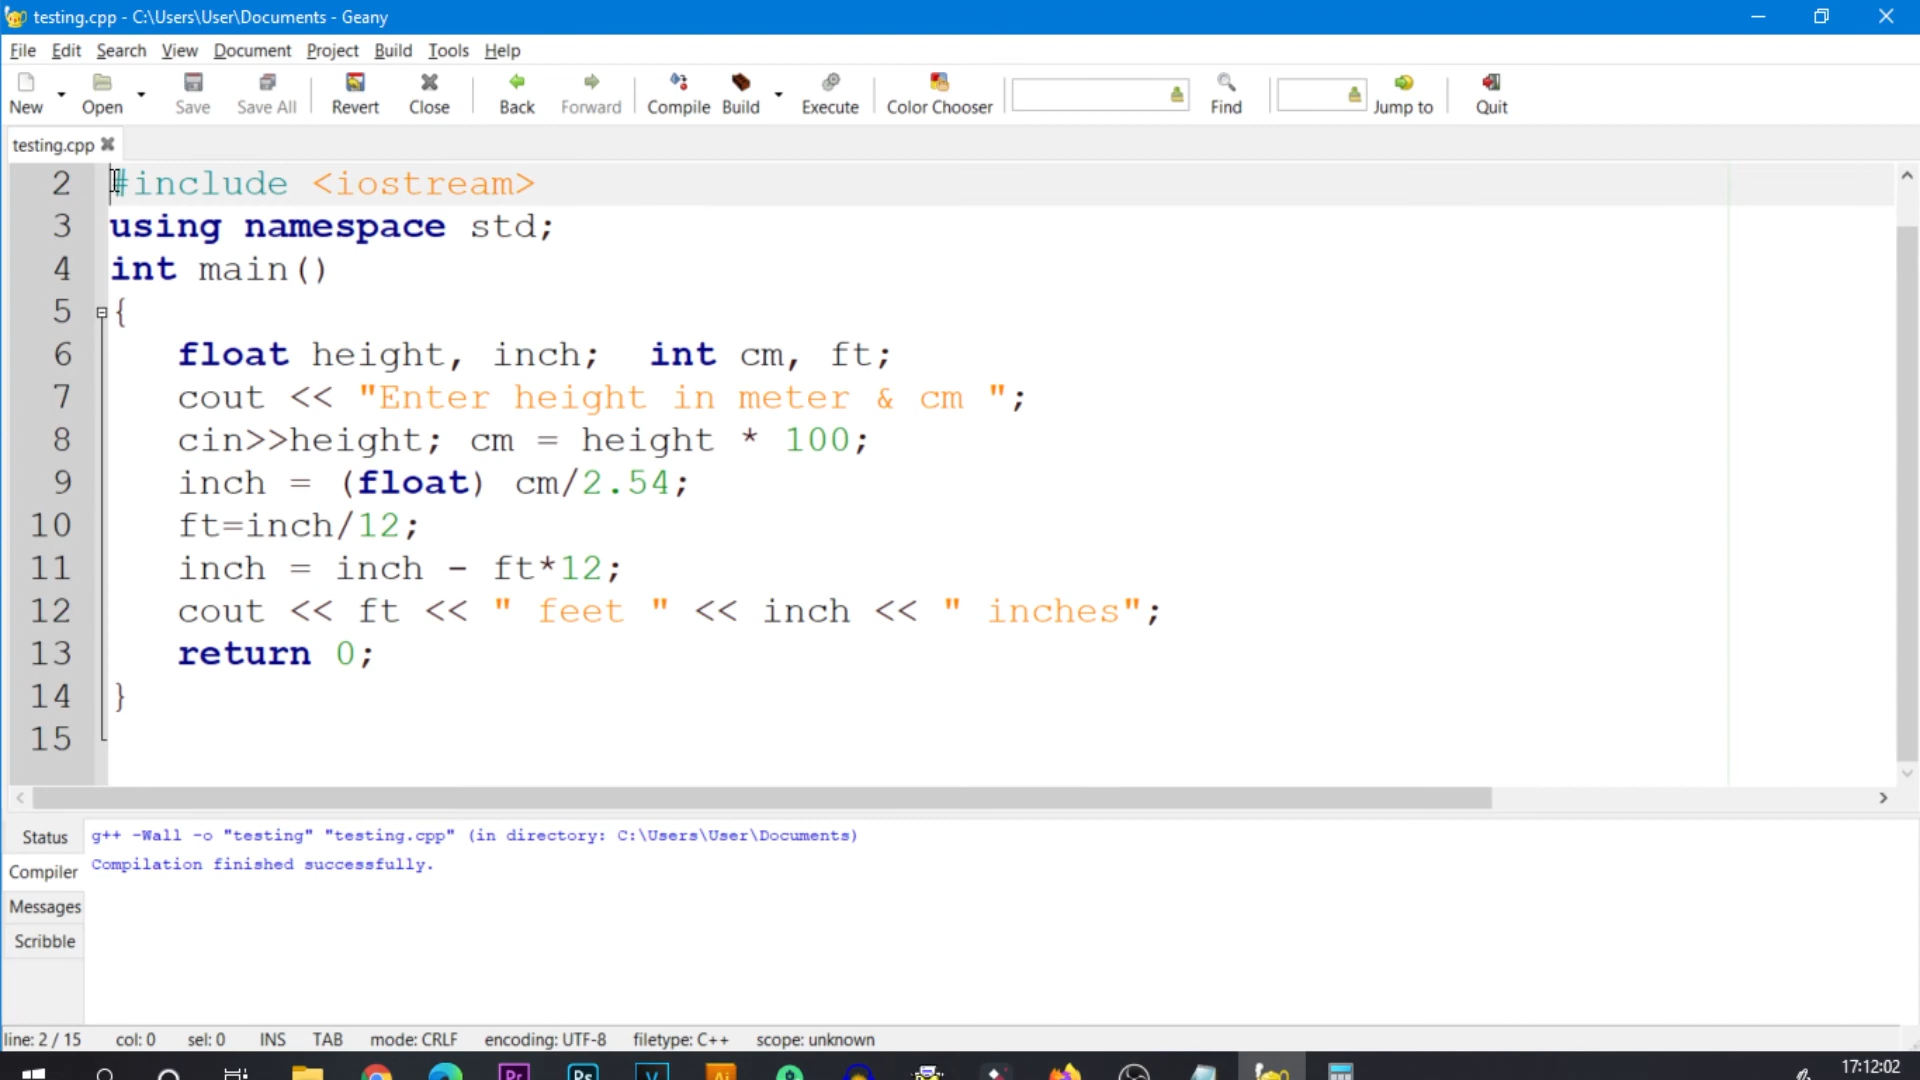 testing.cpp - C:\Users\User\Documents - Geany
File Edit Search View Document Project Build Tools Help
New Open Save Save All Revert Close Back Forward Compile Build Execute Color Chooser Find Jump to Quit
testing.cpp
2 #include <iostream>
3 using namespace std;
4 int main()
5 {
6 float height, inch; int cm, ft;
7 cout << "Enter height in meter & cm ";
8 cin>>height; cm = height * 100;
9 inch = (float) cm/2.54;
10 ft=inch/12;
11 inch = inch - ft*12;
12 cout << ft << " feet " << inch << " inches";
13 return 0;
14 }
15
Status
g++ -Wall -o "testing" "testing.cpp" (in directory: C:\Users\User\Documents)
Compiler
Compilation finished successfully.
Messages
Scribble
line: 2 / 15 col: 0 sel: 0 INS TAB mode: CRLF encoding: UTF-8 filetype: C++ scope: unknown
Pr Ps V Ai
17:12:02